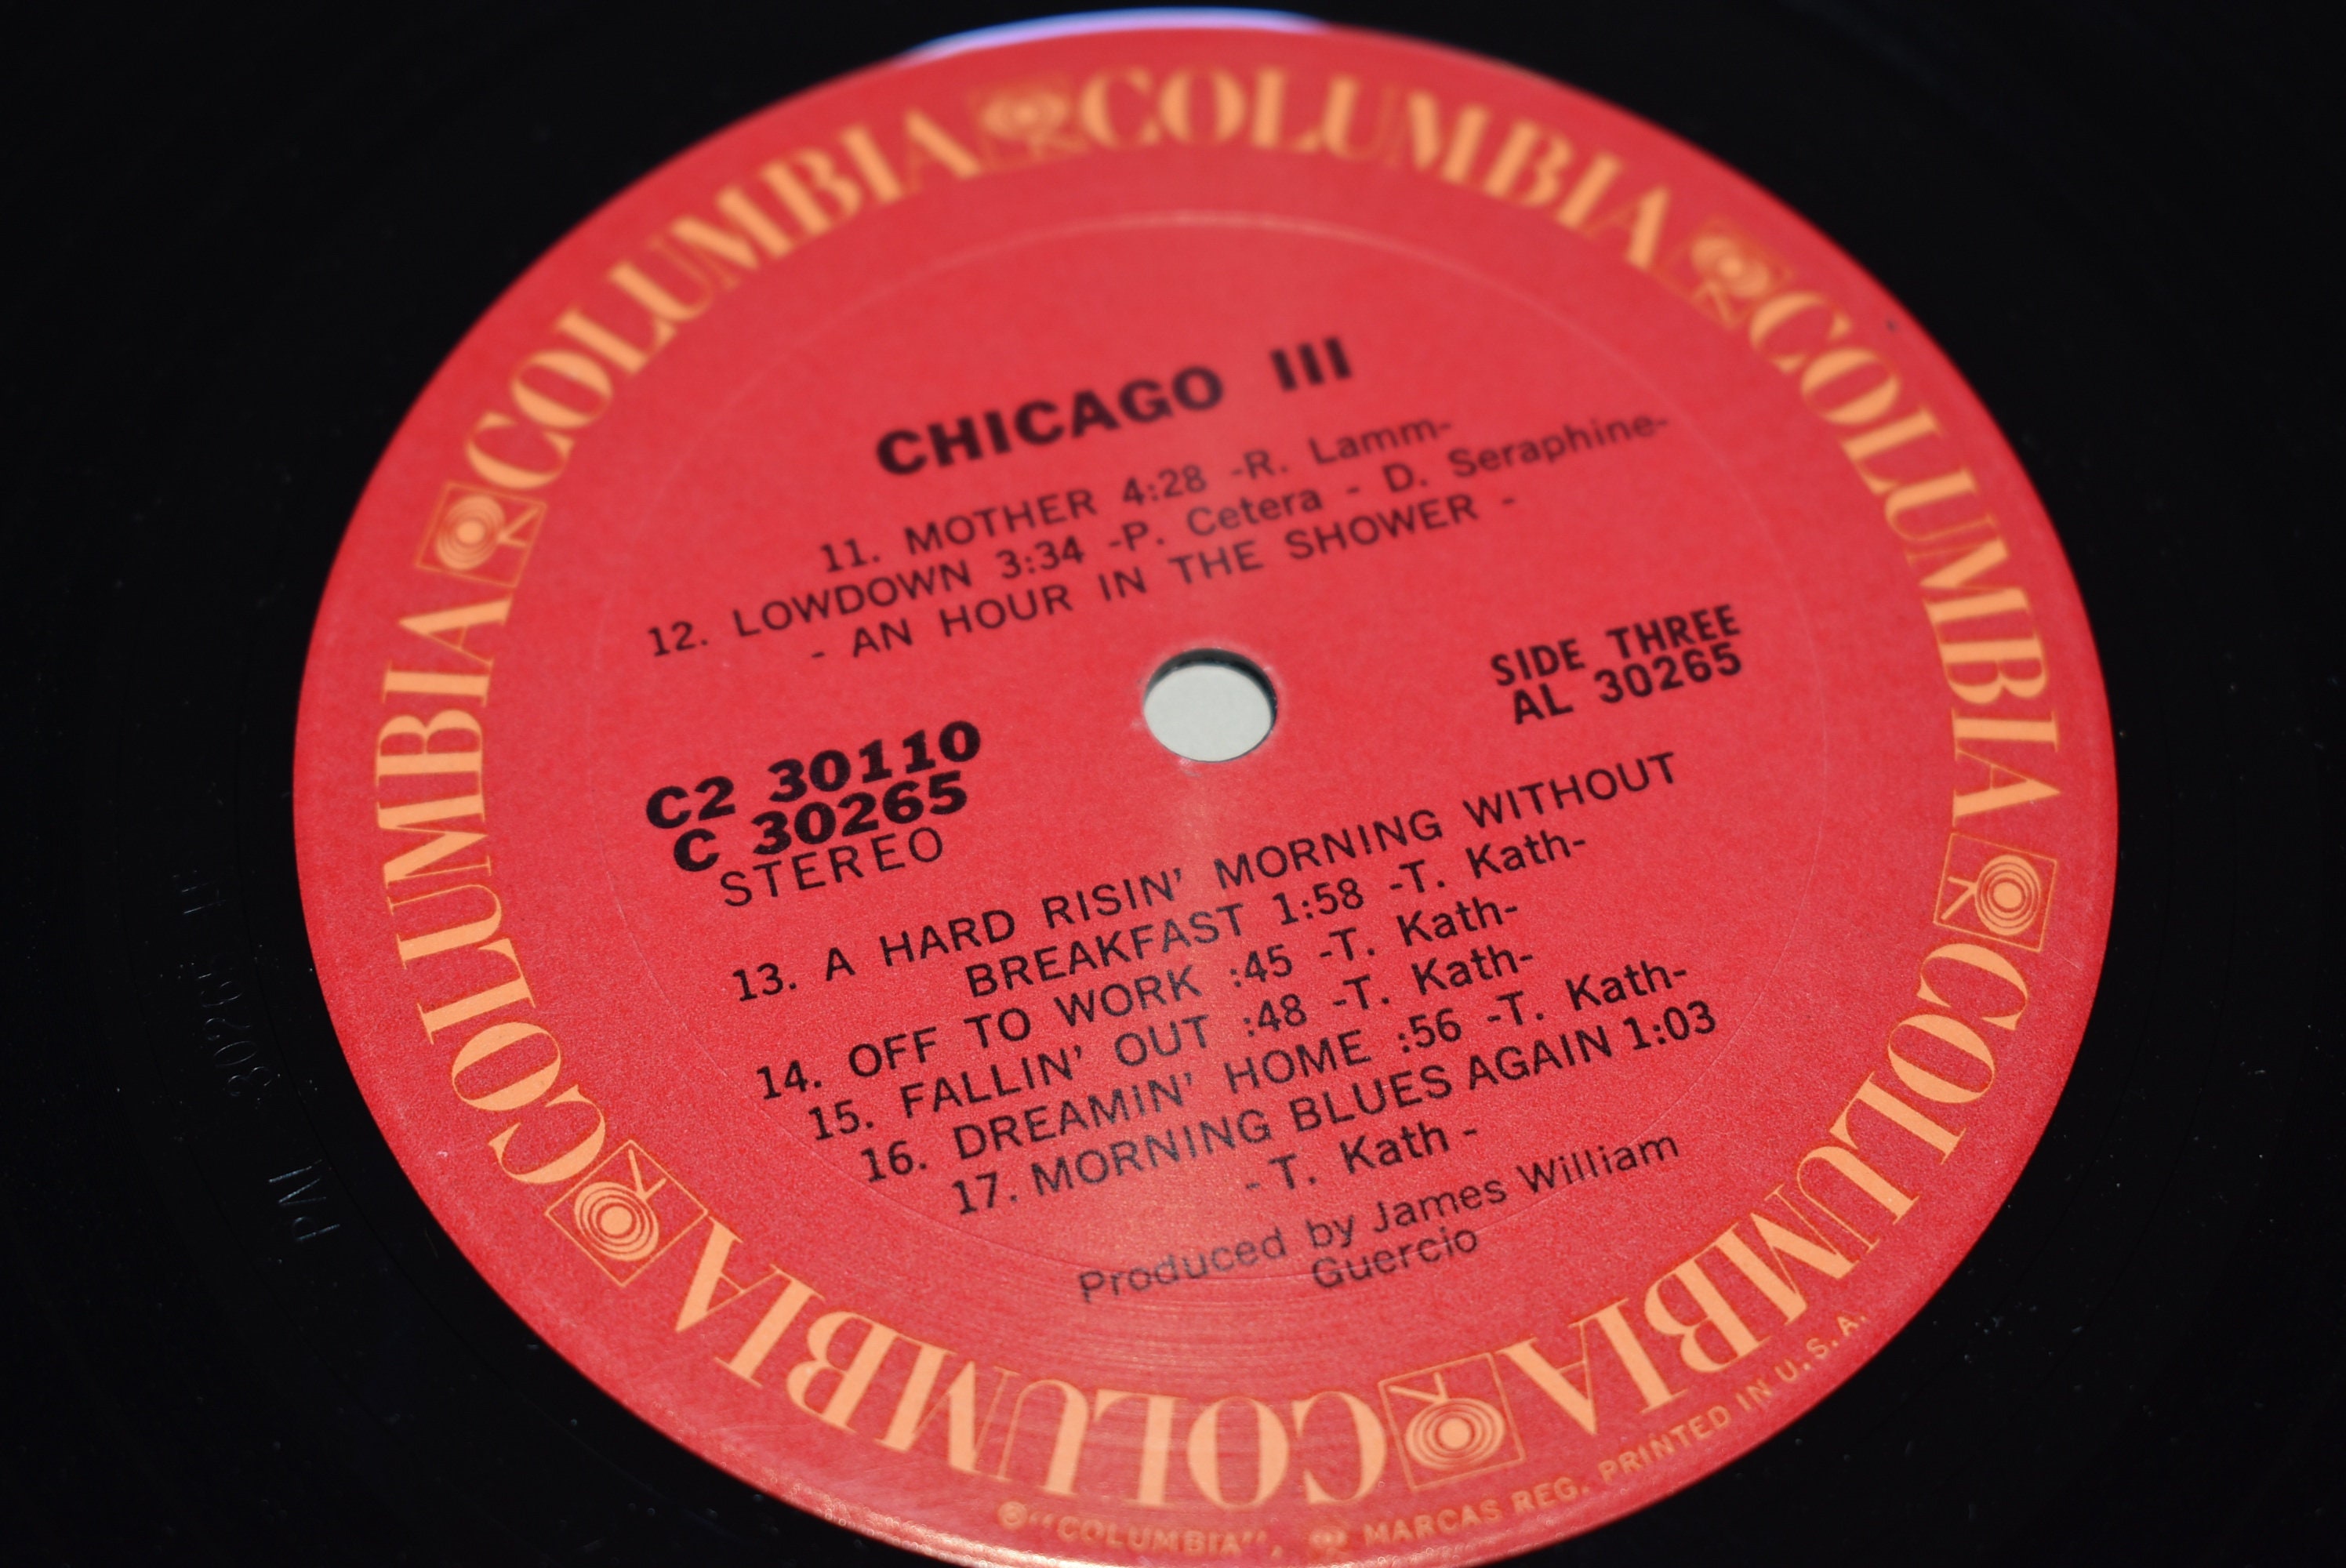 COLUMBIA COLUMBIA COLUMBIA COLUMBIA COLUMBIA COLUMBIA
CHICAGO III
11. MOTHER 4:28 -R. Lamm-
12. LOWDOWN 3:34 -P. Cetera - D. Seraphine-
- AN HOUR IN THE SHOWER -
SIDE THREE
AL 30265
C2 30110
C 30265
STEREO
13. A HARD RISIN' MORNING WITHOUT
BREAKFAST 1:58 -T. Kath-
14. OFF TO WORK :45 -T. Kath-
15. FALLIN' OUT :48 -T. Kath-
16. DREAMIN' HOME :56 -T. Kath-
17. MORNING BLUES AGAIN 1:03
- T. Kath -
Produced by James William
Guercio
® "COLUMBIA", MARCAS REG. PRINTED IN U.S.A.